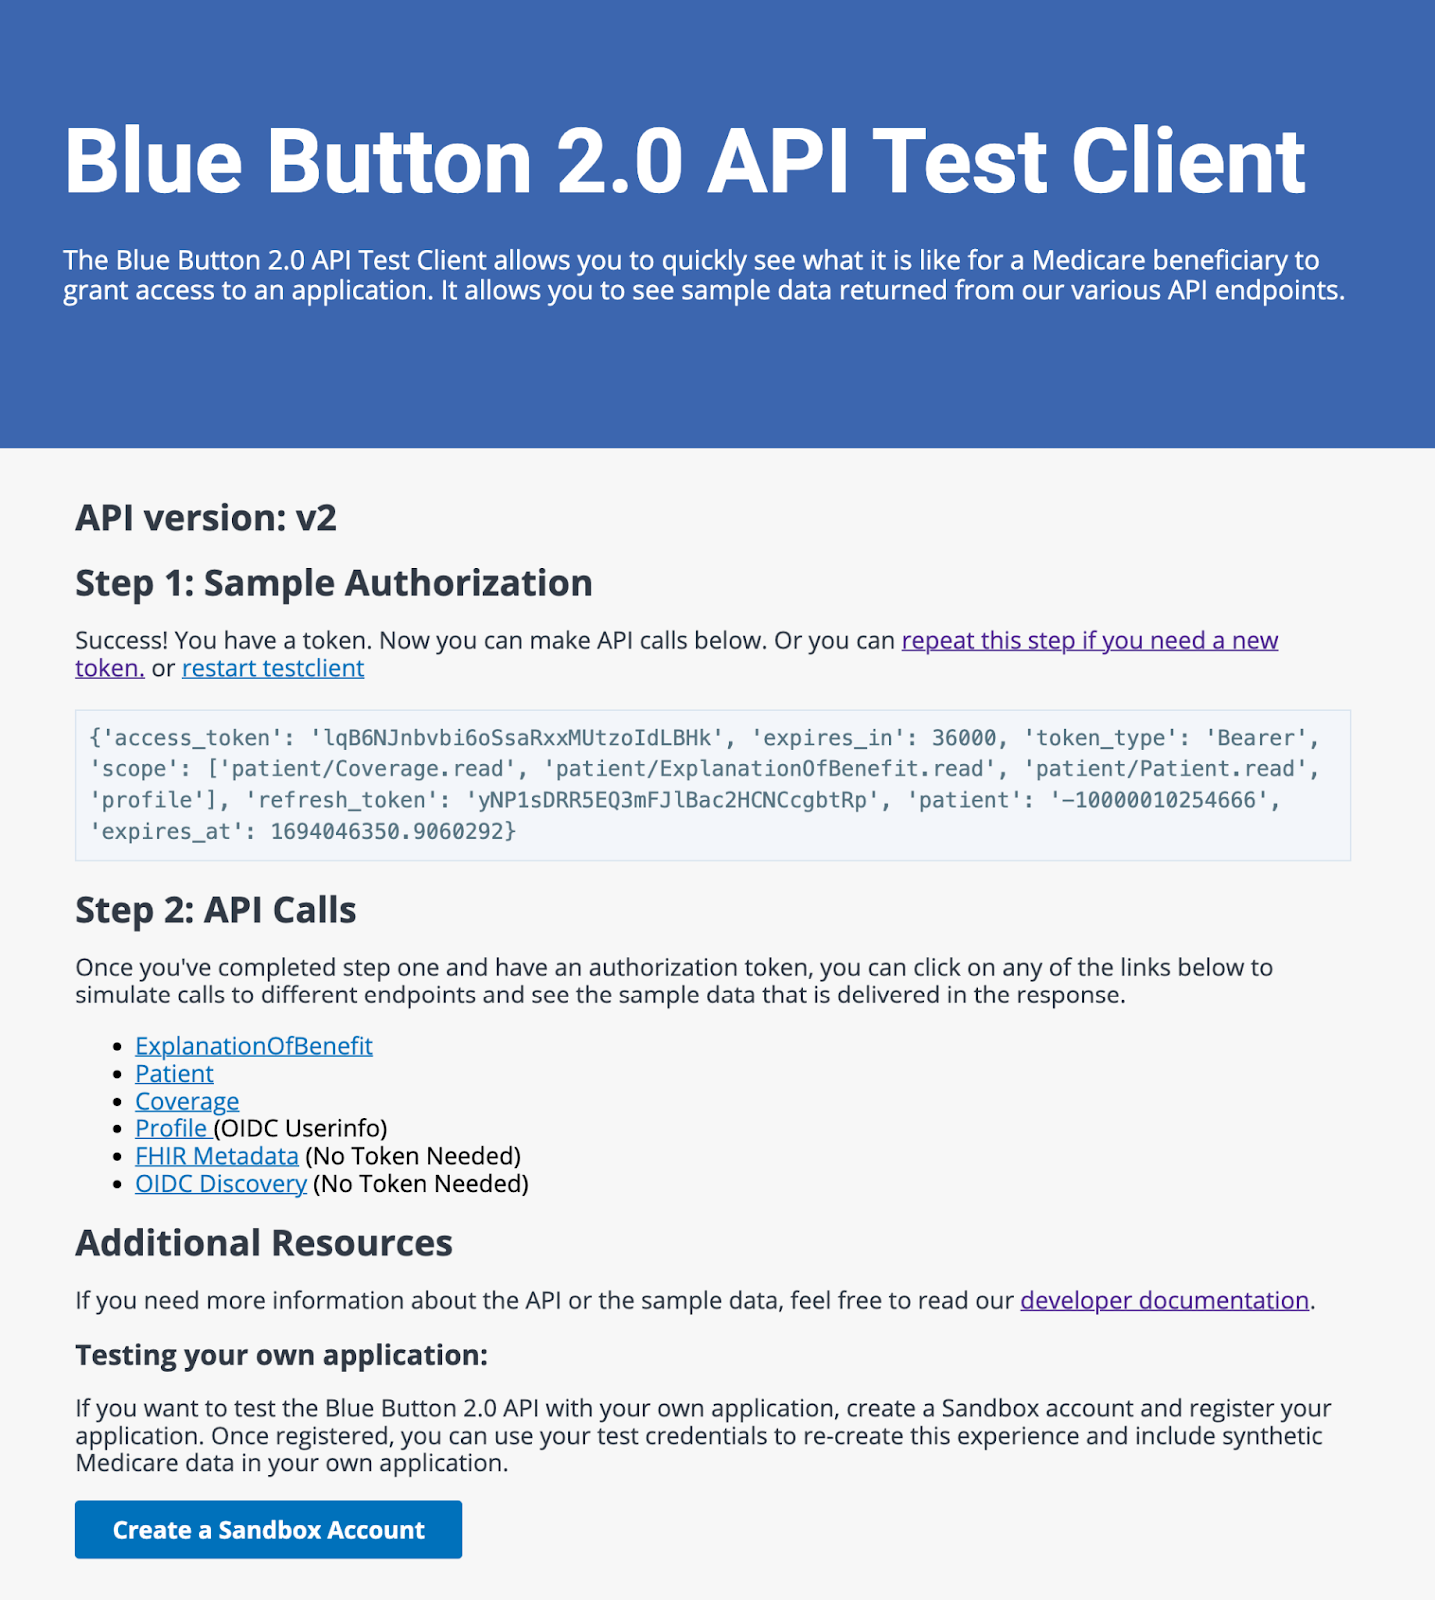 Blue Button 2.0 API Test Client
The Blue Button 2.0 API Test Client allows you to quickly see what it is like for a Medicare beneficiary to
grant access to an application. It allows you to see sample data returned from our various API endpoints.
API version: v2
Step 1: Sample Authorization
Success! You have a token. Now you can make API calls below. Or you can repeat this step if you need a new
token. or restart testclient
{'access_token': 'lqB6NJnbvbi6oSsaRxxMUtzoIdLBHk', 'expires_in': 36000, 'token_type': 'Bearer',
'scope': ['patient/Coverage.read', 'patient/ExplanationOfBenefit.read', 'patient/Patient.read',
'profile'], 'refresh_token': 'yNP1sDRR5EQ3mFJlBac2HCNCcgbtRp', 'patient': '-10000010254666',
'expires_at': 1694046350.9060292}
Step 2: API Calls
Once you've completed step one and have an authorization token, you can click on any of the links below to
simulate calls to different endpoints and see the sample data that is delivered in the response.
• ExplanationOfBenefit
• Patient
• Coverage
• Profile (OIDC Userinfo)
• FHIR Metadata (No Token Needed)
• OIDC Discovery (No Token Needed)
Additional Resources
If you need more information about the API or the sample data, feel free to read our developer documentation.
Testing your own application:
If you want to test the Blue Button 2.0 API with your own application, create a Sandbox account and register your
application. Once registered, you can use your test credentials to re-create this experience and include synthetic
Medicare data in your own application.
Create a Sandbox Account